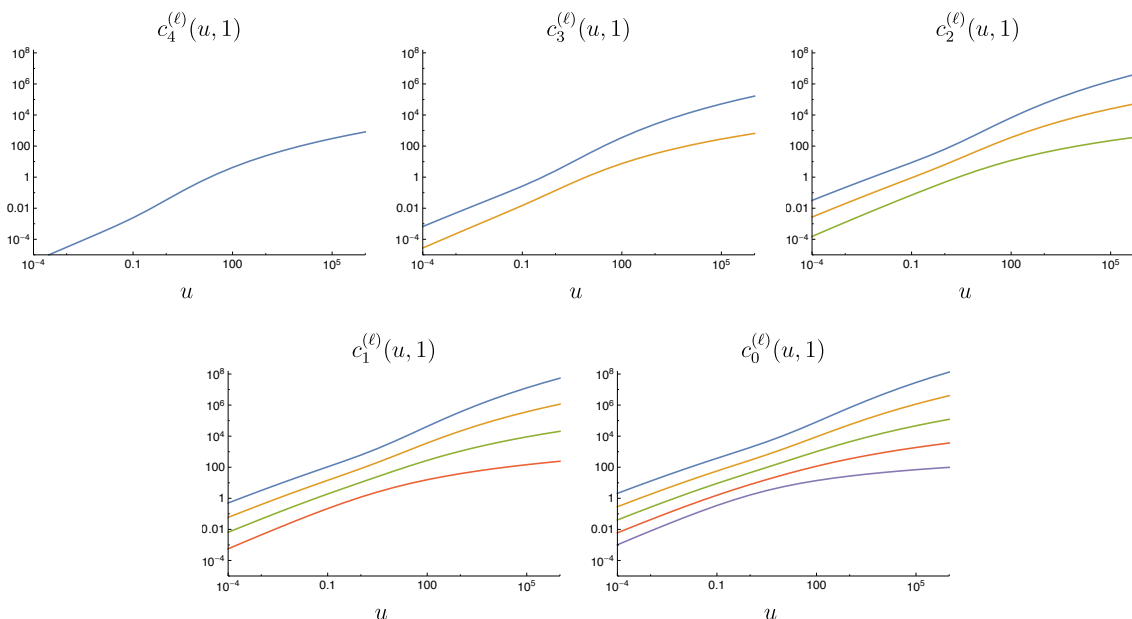 c_4^{(ℓ)}(u, 1) c_3^{(ℓ)}(u, 1) c_2^{(ℓ)}(u, 1)
10^8 10^8 10^8
10^6 10^6 10^6
10^4 10^4 10^4
100 100 100
1 1 1
0.01 0.01 0.01
10^{-4} 10^{-4} 10^{-4}
10^{-4} 0.1 100 10^5 10^{-4} 0.1 100 10^5 10^{-4} 0.1 100 10^5
u u u
c_1^{(ℓ)}(u, 1) c_0^{(ℓ)}(u, 1)
10^8 10^8
10^6 10^6
10^4 10^4
100 100
1 1
0.01 0.01
10^{-4} 10^{-4}
10^{-4} 0.1 100 10^5 10^{-4} 0.1 100 10^5
u u